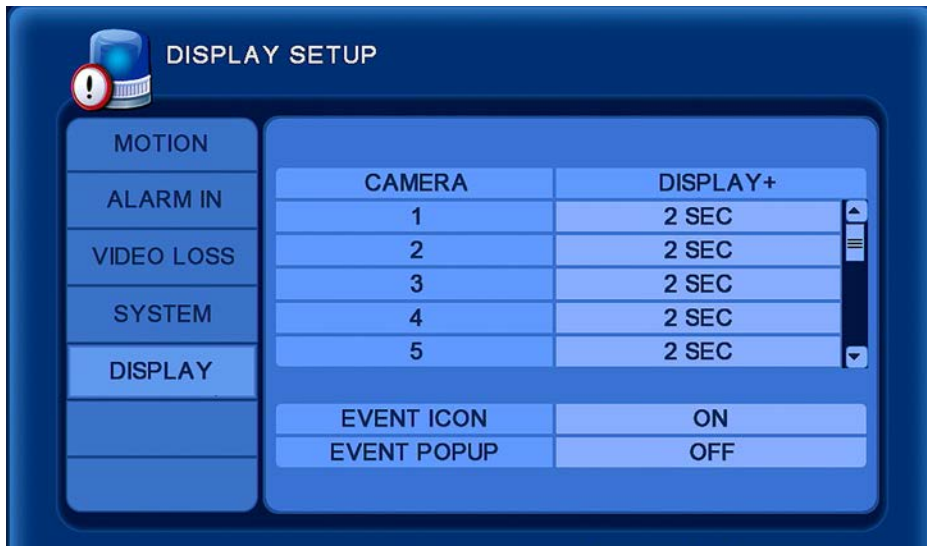 DISPLAY SETUP
MOTION
ALARM IN
VIDEO LOSS
SYSTEM
DISPLAY
CAMERA DISPLAY+
1 2 SEC
2 2 SEC
3 2 SEC
4 2 SEC
5 2 SEC
EVENT ICON ON
EVENT POPUP OFF